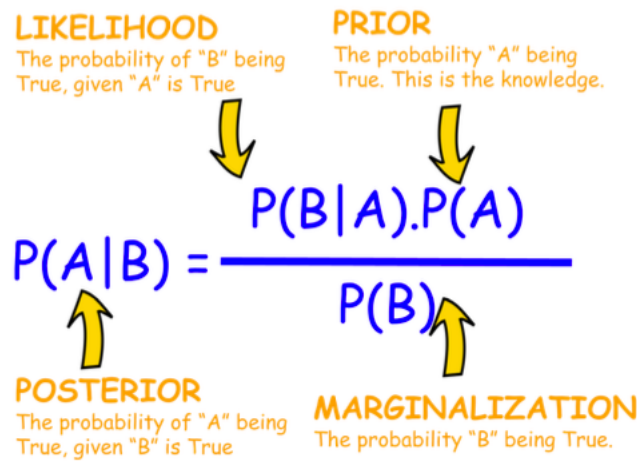 LIKELIHOOD
The probability of “B” being
True, given “A” is True
PRIOR
The probability “A” being
True. This is the knowledge.
P(B|A).P(A)
P(A|B) =
P(B)
POSTERIOR
The probability of “A” being
True, given “B” is True
MARGINALIZATION
The probability “B” being True.